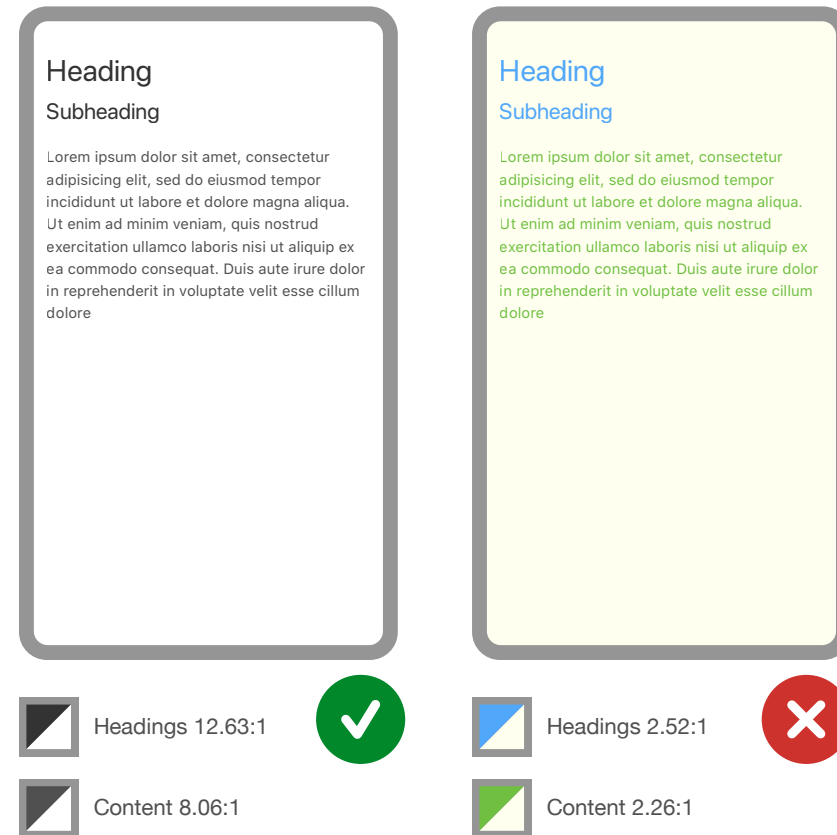 Heading
Subheading
Lorem ipsum dolor sit amet, consectetur
adipisicing elit, sed do eiusmod tempor
incididunt ut labore et dolore magna aliqua.
Ut enim ad minim veniam, quis nostrud
exercitation ullamco laboris nisi ut aliquip ex
ea commodo consequat. Duis aute irure dolor
in reprehenderit in voluptate velit esse cillum
dolore
Headings 12.63:1
Content 8.06:1
Heading
Subheading
Lorem ipsum dolor sit amet, consectetur
adipisicing elit, sed do eiusmod tempor
incididunt ut labore et dolore magna aliqua.
Ut enim ad minim veniam, quis nostrud
exercitation ullamco laboris nisi ut aliquip ex
ea commodo consequat. Duis aute irure dolor
in reprehenderit in voluptate velit esse cillum
dolore
Headings 2.52:1
Content 2.26:1